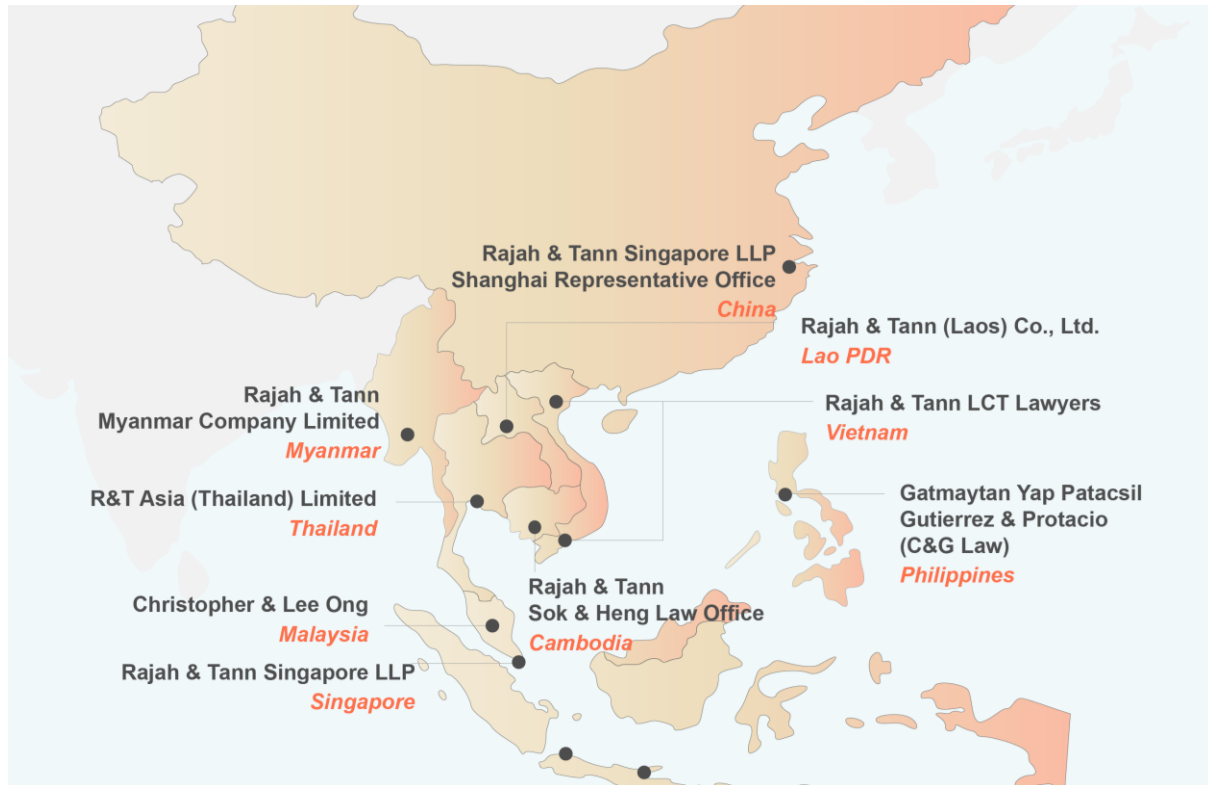 Rajah & Tann Singapore LLP
Shanghai Representative Office
China
Rajah & Tann (Laos) Co., Ltd.
Lao PDR
Rajah & Tann
Myanmar Company Limited
Myanmar
Rajah & Tann LCT Lawyers
Vietnam
R&T Asia (Thailand) Limited
Thailand
Gatmaytan Yap Patacsil
Gutierrez & Protacio
(C&G Law)
Philippines
Rajah & Tann
Sok & Heng Law Office
Cambodia
Christopher & Lee Ong
Malaysia
Rajah & Tann Singapore LLP
Singapore